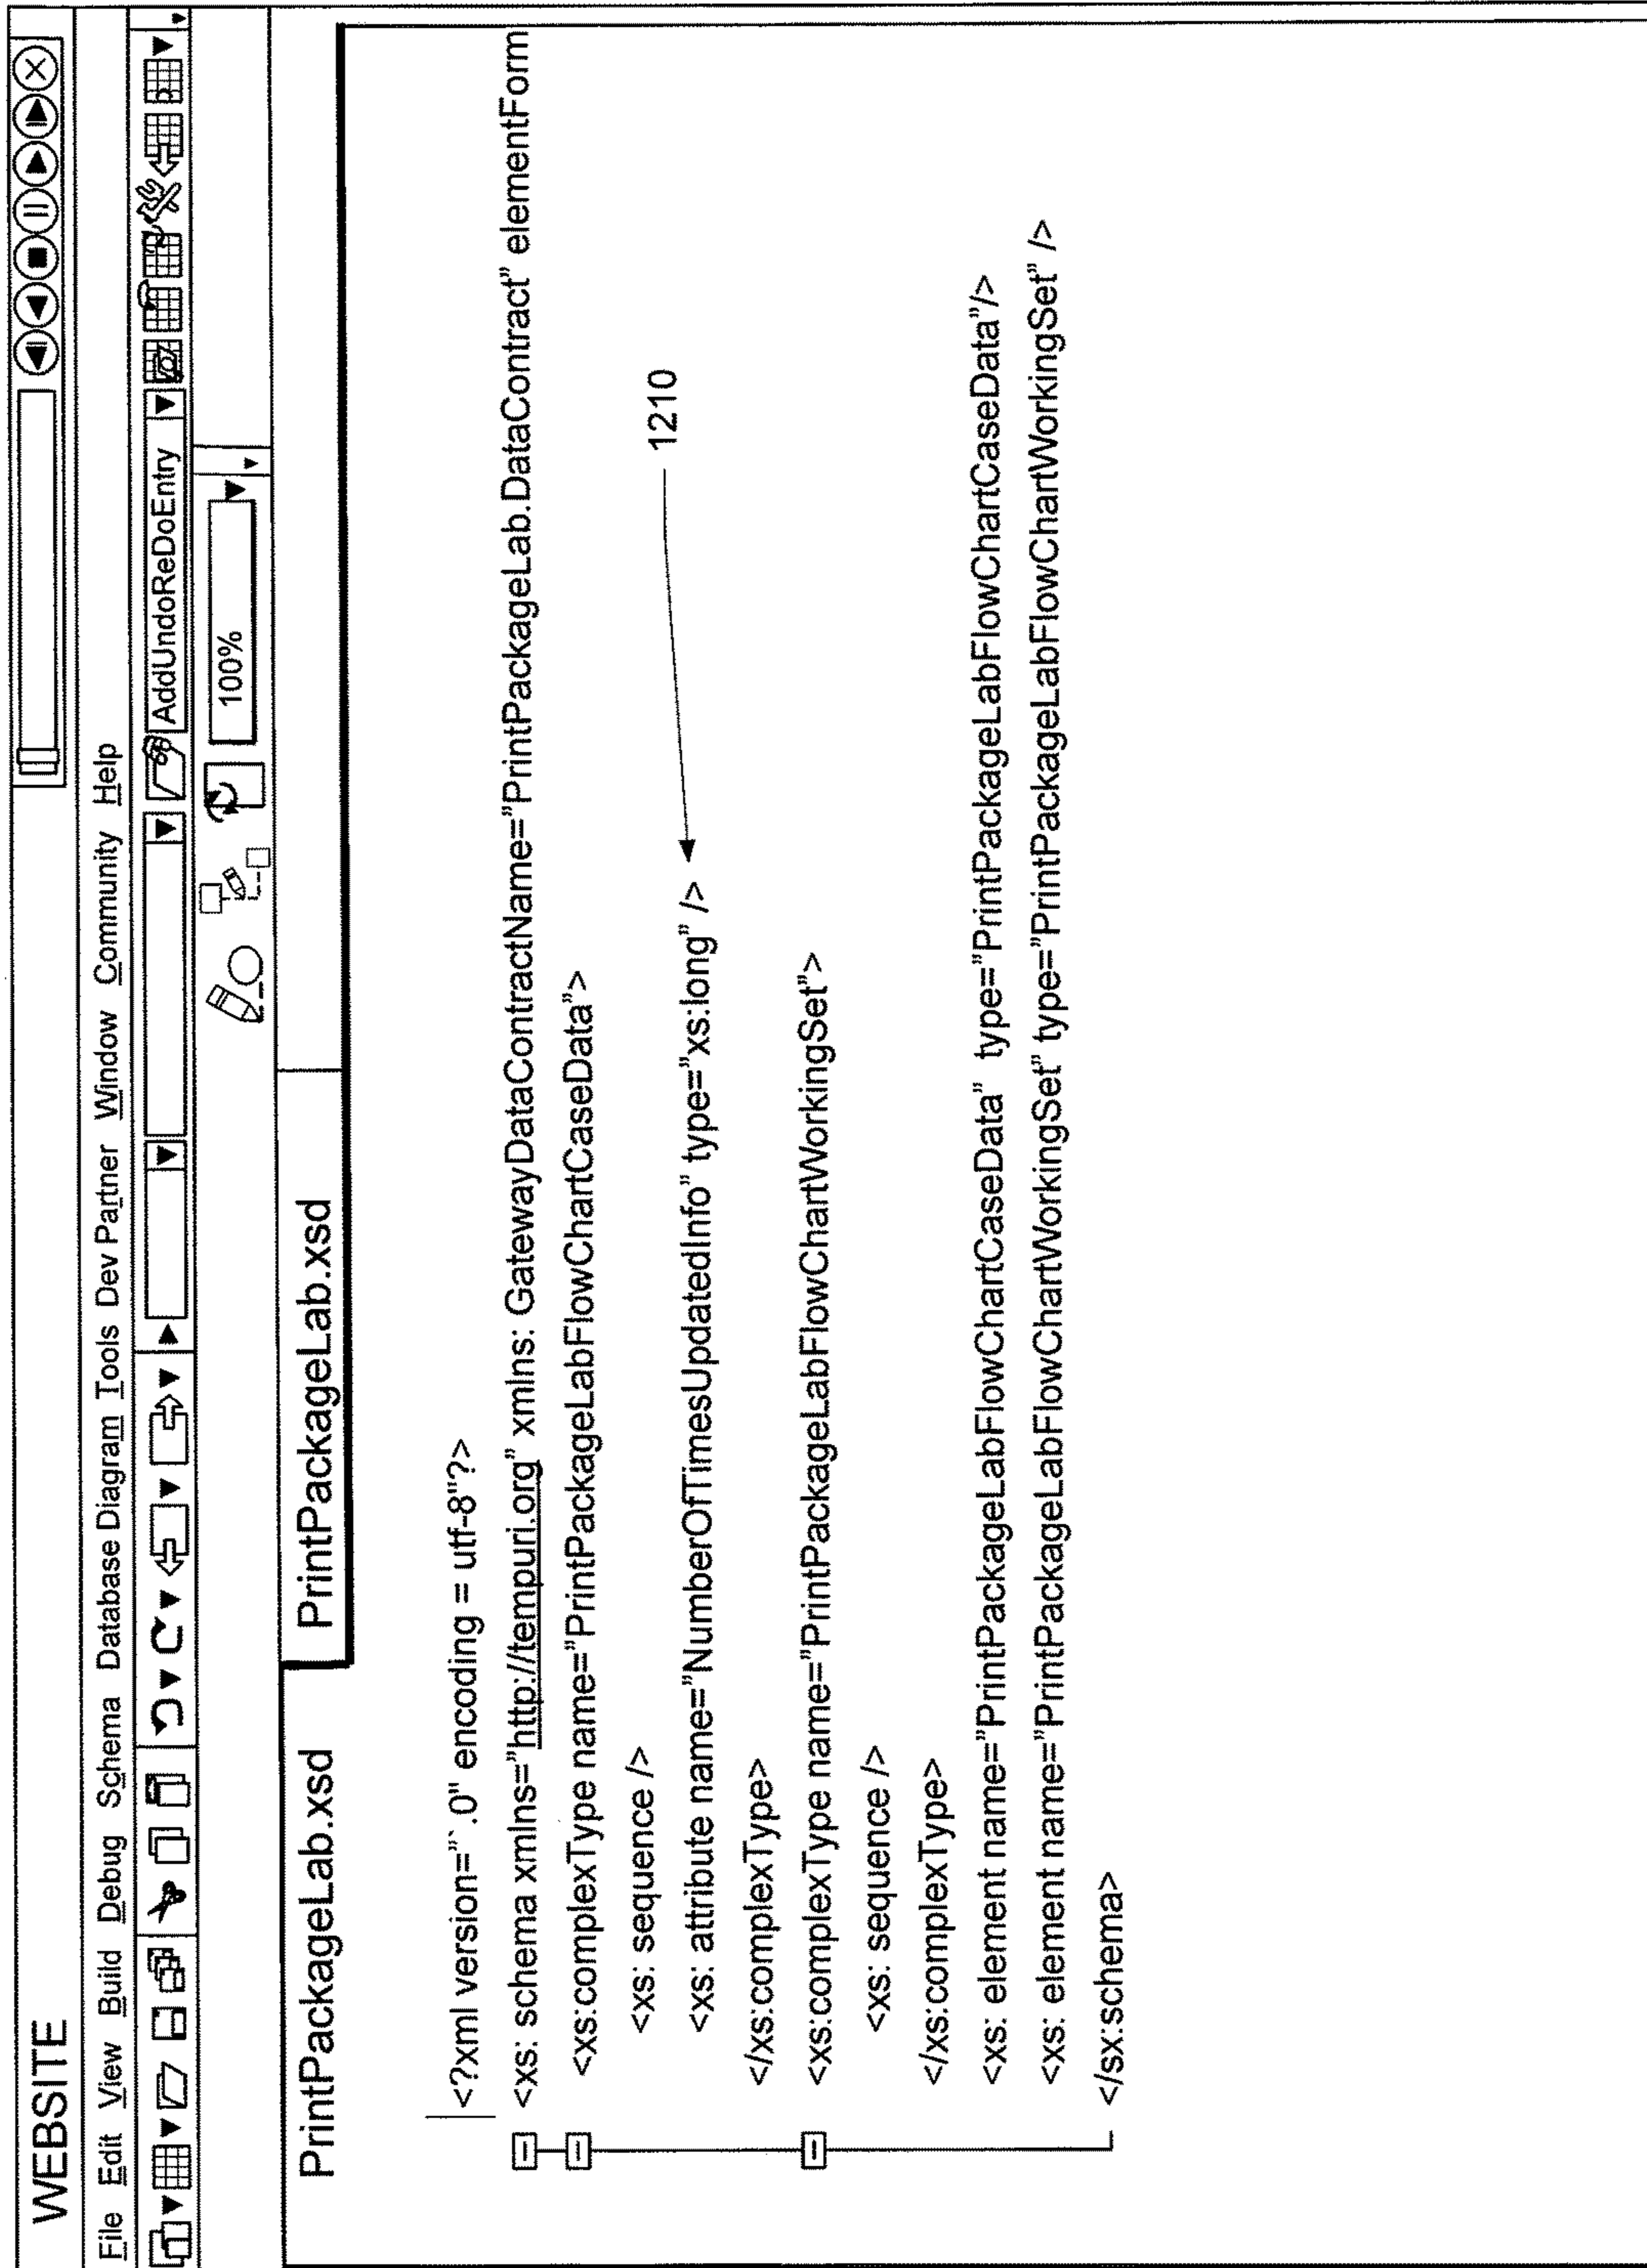 WEBSITE
File Edit View Build Debug Schema Database Diagram Tools Dev Partner Window Community Help
AddUndoReDoEntry
100%
PrintPackageLab.xsd PrintPackageLab.xsd
<?xml version="`.0" encoding = utf-8"?>
<xs: schema xmlns="http://tempuri.org" xmlns: GatewayDataContractName="PrintPackageLab.DataContract" elementForm
<xs:complexType name="PrintPackageLabFlowChartCaseData">
<xs: sequence />
<xs: attribute name="NumberOfTimesUpdatedInfo" type="xs:long" />
1210
</xs:complexType>
<xs:complexType name="PrintPackageLabFlowChartWorkingSet">
<xs: sequence />
</xs:complexType>
<xs: element name="PrintPackageLabFlowChartCaseData" type="PrintPackageLabFlowChartCaseData"/>
<xs: element name="PrintPackageLabFlowChartWorkingSet" type="PrintPackageLabFlowChartWorkingSet" />
</sx:schema>